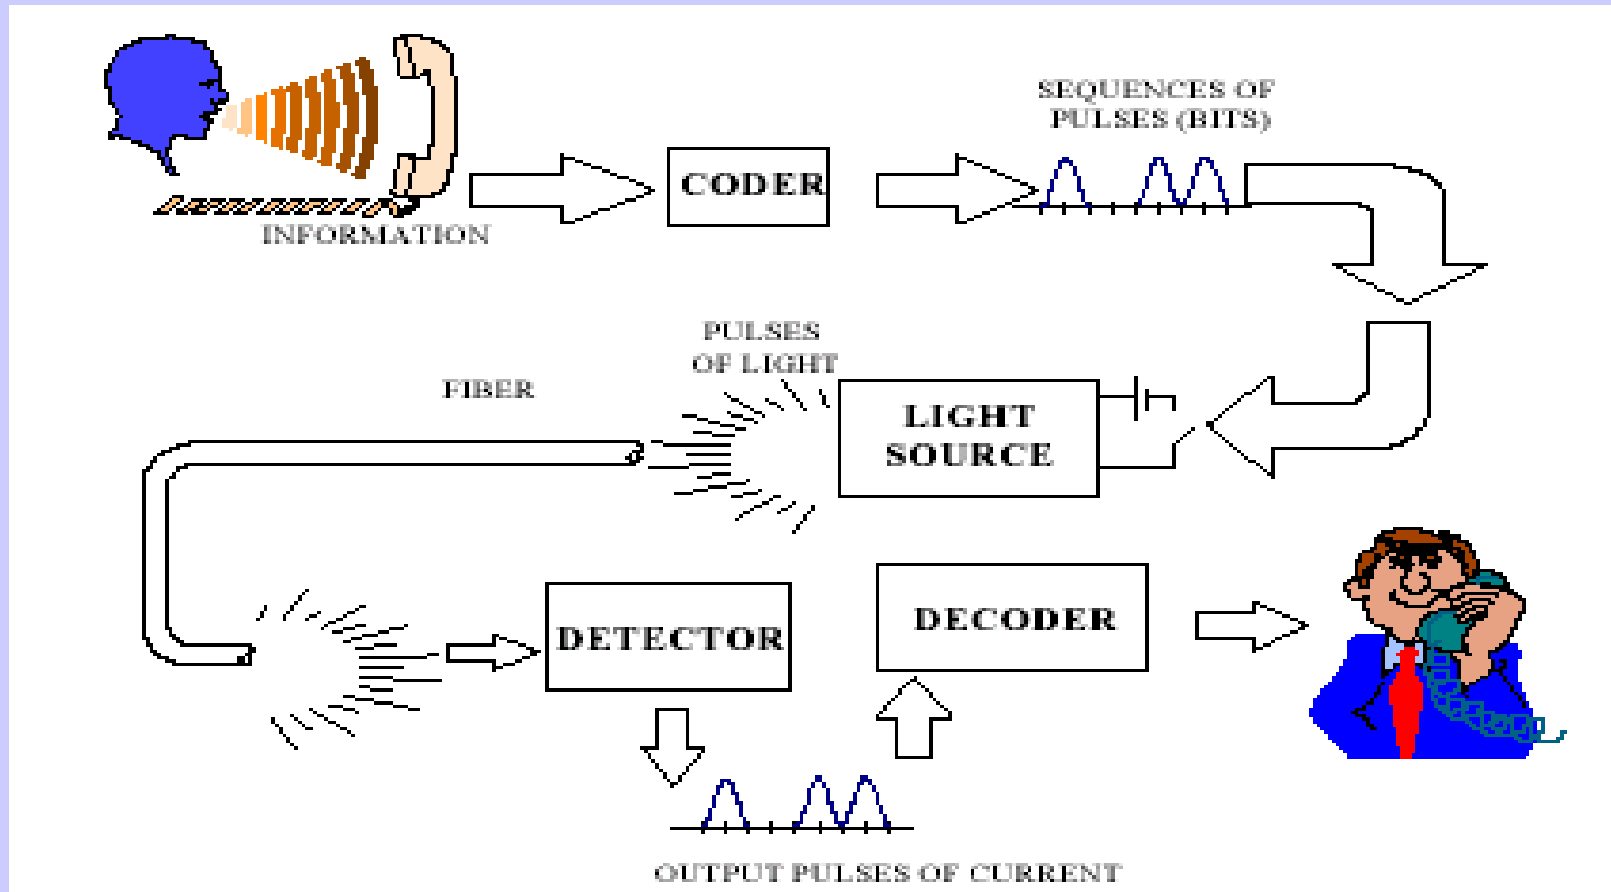 SEQUENCES OF
PULSES (BITS)
CODER
INFORMATION
PULSES
OF LIGHT
FIBER
LIGHT
SOURCE
DETECTOR
DECODER
OUTPUT PULSES OF CURRENT